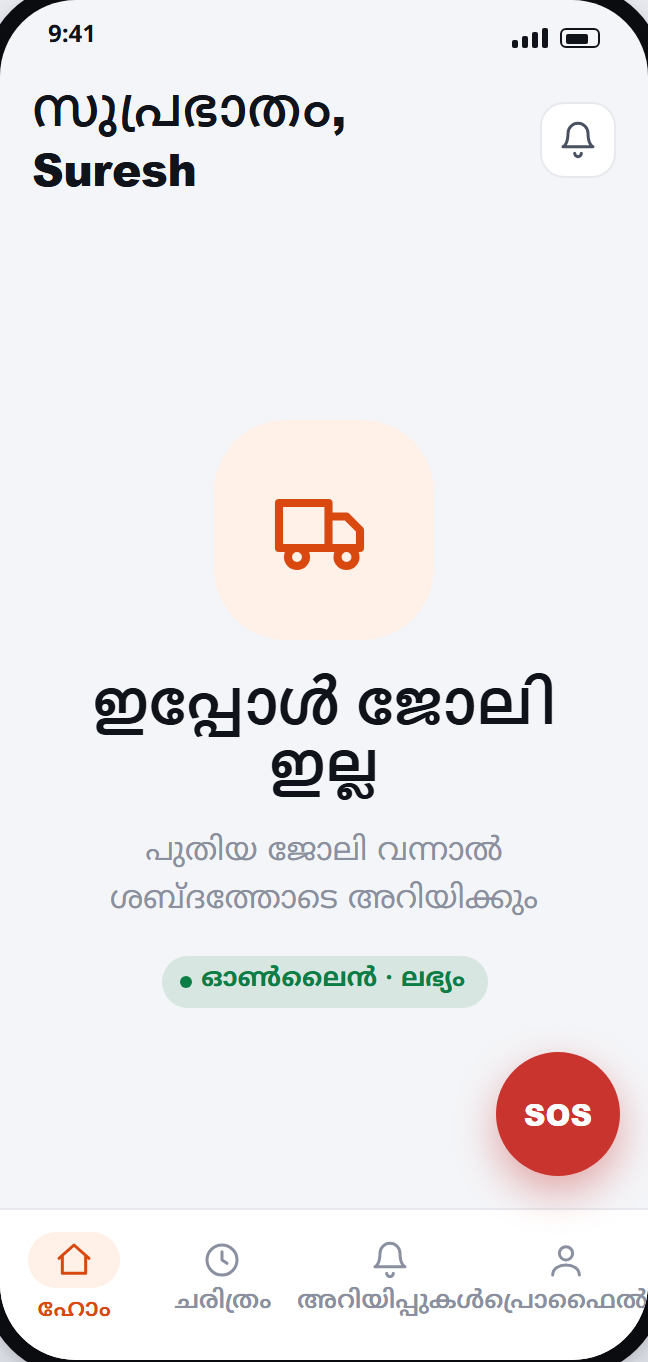 9:41
സുപ്രഭാതം,
Suresh
ഇപ്പോൾ ജോലി
ഇല്ല
പുതിയ ജോലി വന്നാൽ
ശബ്ദത്തോടെ അറിയിക്കും
ഓൺലൈൻ · ലഭ്യം
SOS
ഹോം
ചരിത്രം
അറിയിപ്പുകൾ
പ്രൊഫൈൽ